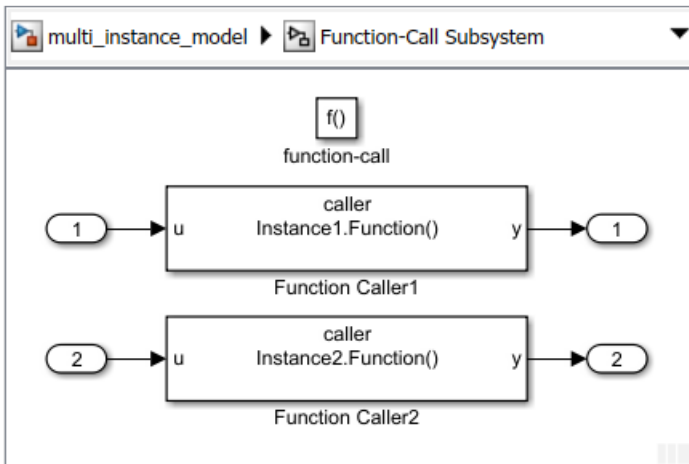 multi_instance_model Function-Call Subsystem
f()
function-call
caller
1 u Instance1.Function() y 1
Function Caller1
caller
2 u Instance2.Function() y 2
Function Caller2